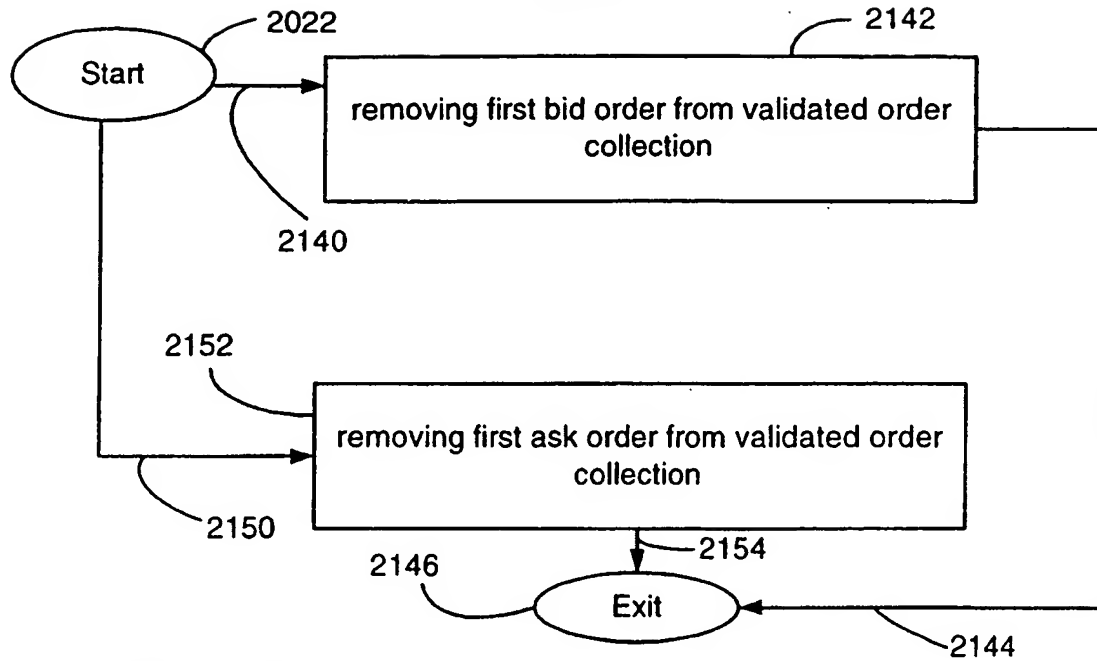 2022
2142
Start
removing first bid order from validated order
collection
2140
2152
removing first ask order from validated order
collection
2150
2154
2146
Exit
2144